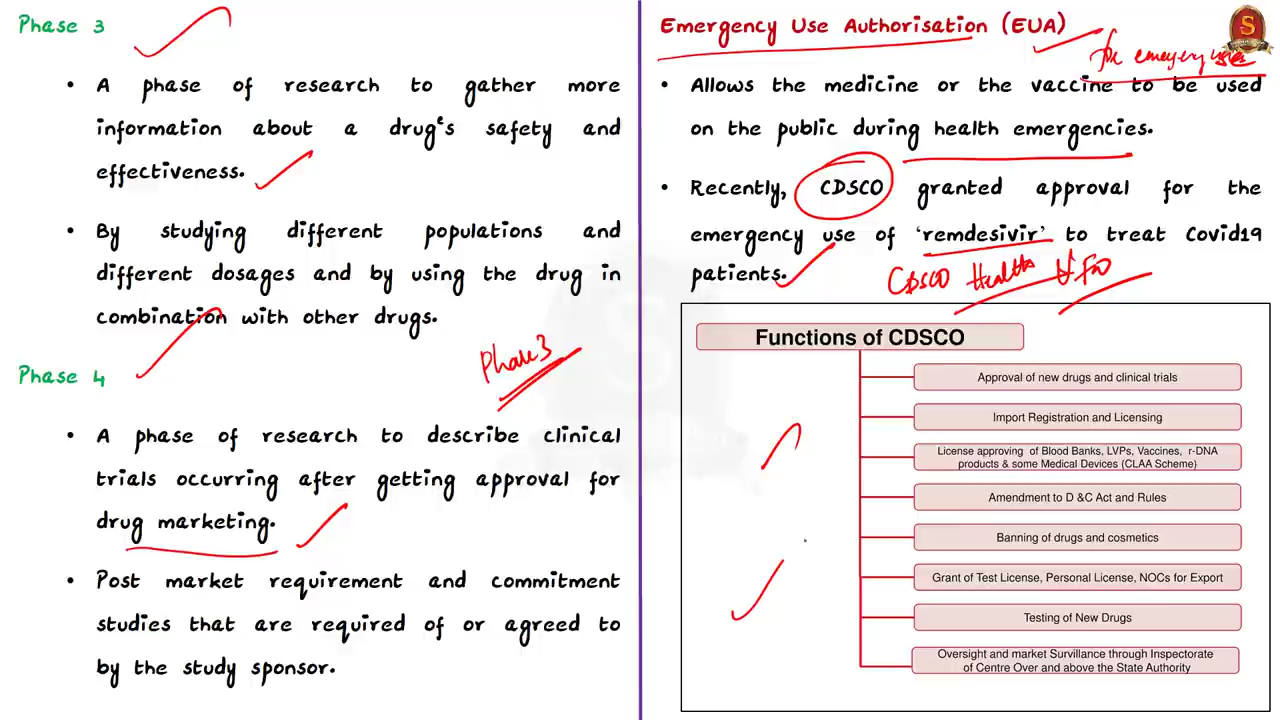 Phase 3
• A phase of research to gather more
information about a drug's safety and
effectiveness.
• By studying different populations and
different dosages and by using the drug in
combination with other drugs.
Phase 3
Phase 4
• A phase of research to describe clinical
trials occurring after getting approval for
drug marketing.
• Post market requirement and commitment
studies that are required of or agreed to
by the study sponsor.
Emergency Use Authorisation (EUA)
S
for emergency
• Allows the medicine or the vaccine to be used
on the public during health emergencies.
• Recently, CDSCO granted approval for the
emergency use of ‘remdesivir’ to treat Covid19
patients.
CDSCO Health
Functions of CDSCO
Approval of new drugs and clinical trials
Import Registration and Licensing
License approving of Blood Banks, LVPs, Vaccines, r-DNA
products & some Medical Devices (CLAA Scheme)
Amendment to D &C Act and Rules
Banning of drugs and cosmetics
Grant of Test License, Personal License, NOCs for Export
Testing of New Drugs
Oversight and market Survillance through Inspectorate
of Centre Over and above the State Authority